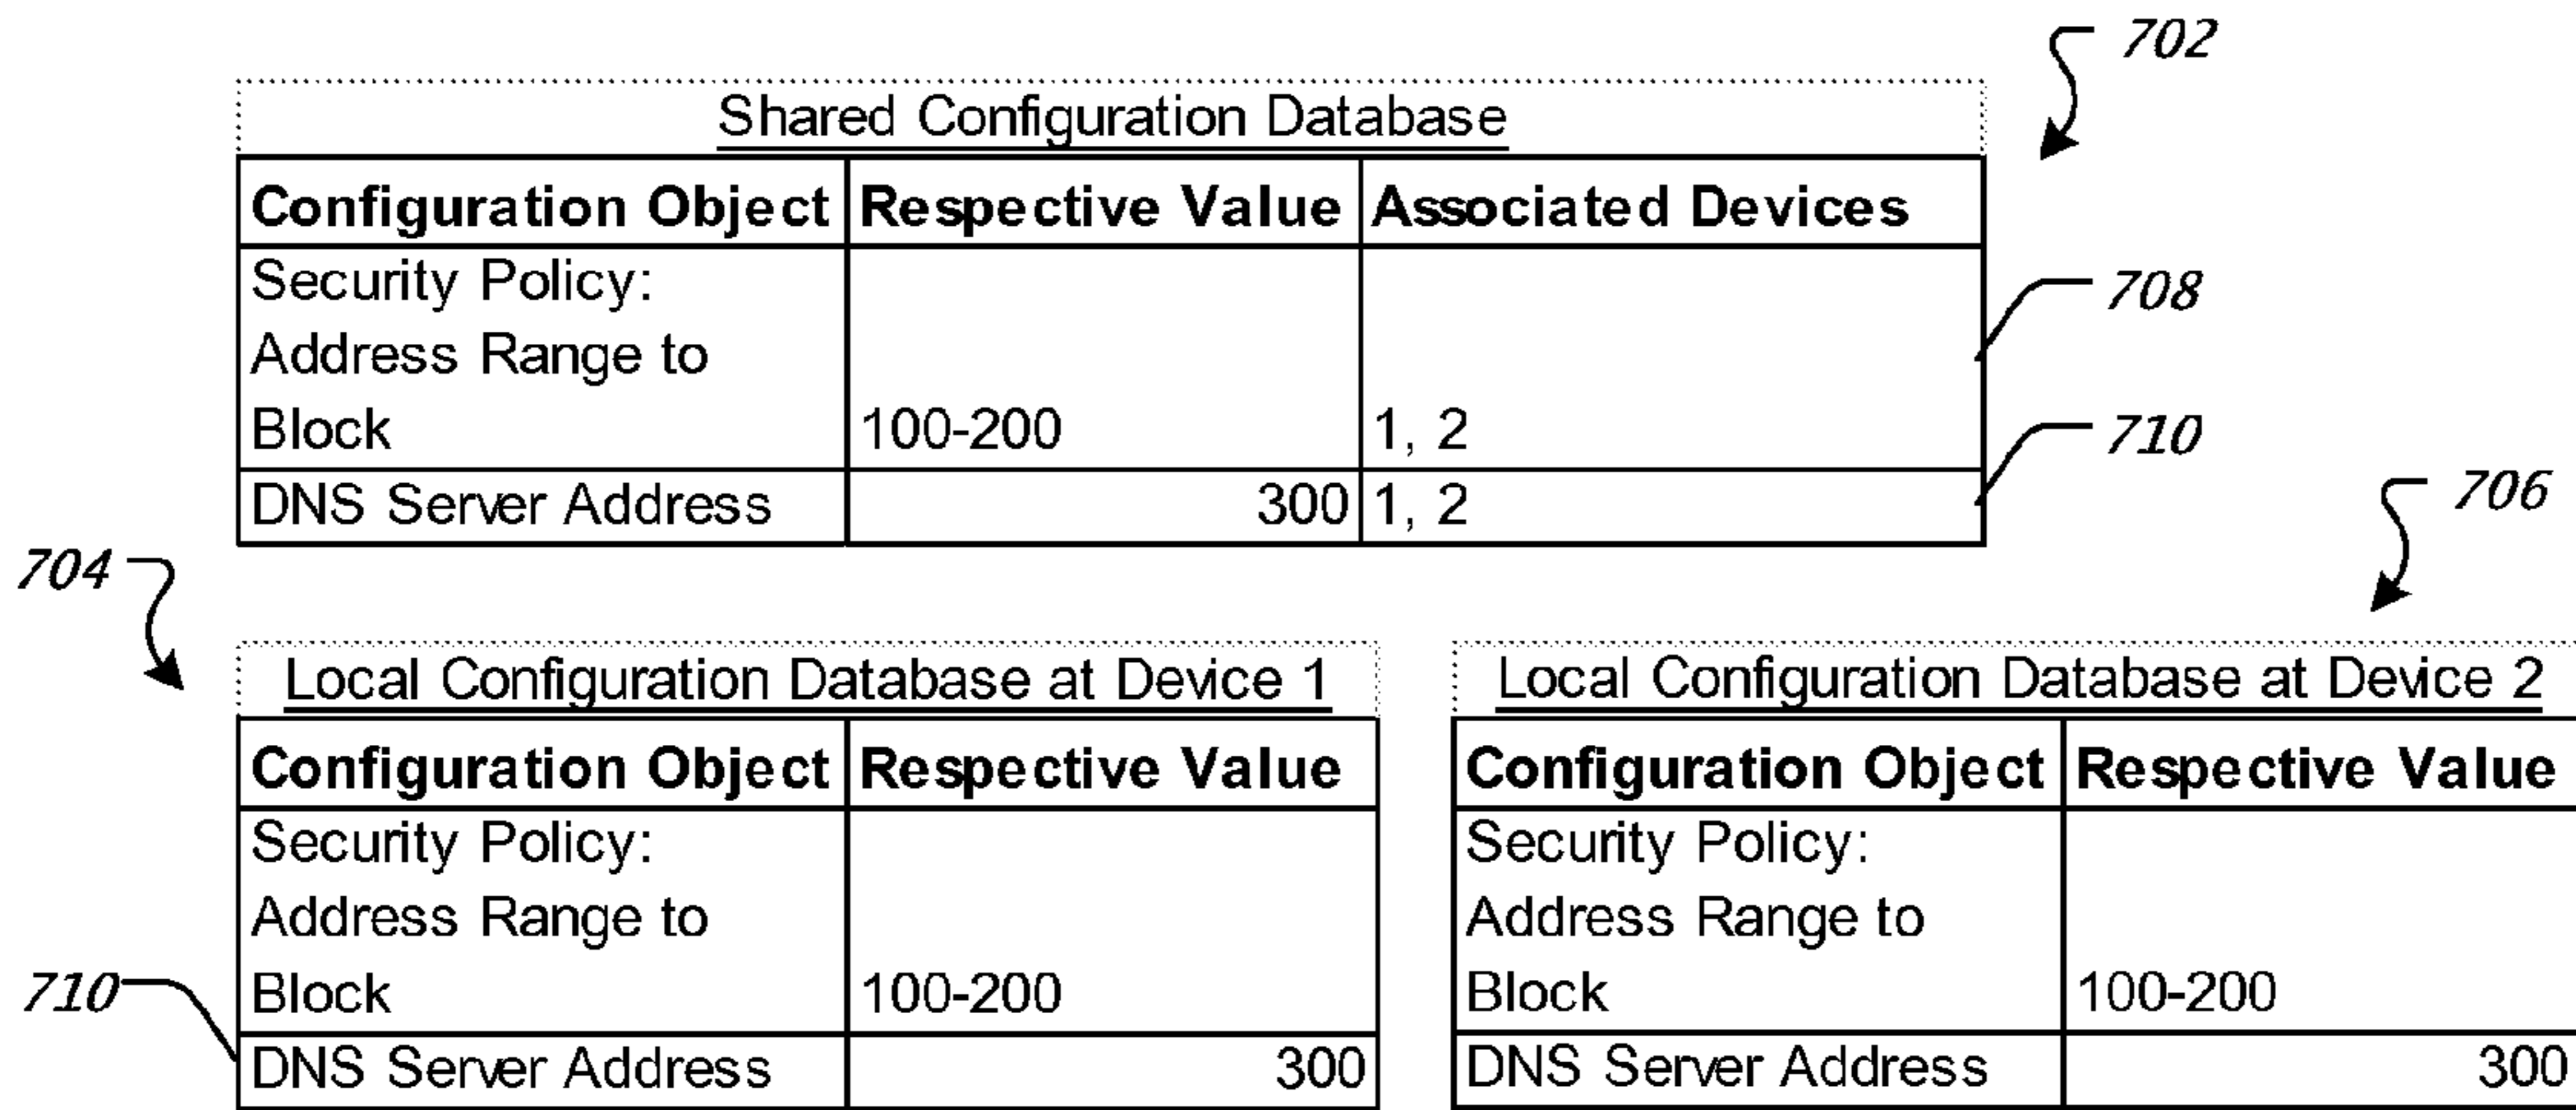 702
Shared Configuration Database
Configuration Object Respective Value Associated Devices
Security Policy:
Address Range to
Block 100-200 1, 2
708
DNS Server Address 300 1, 2
710
704
706
Local Configuration Database at Device 1
Configuration Object Respective Value
Security Policy:
Address Range to
Block 100-200
710
DNS Server Address 300
Local Configuration Database at Device 2
Configuration Object Respective Value
Security Policy:
Address Range to
Block 100-200
DNS Server Address 300